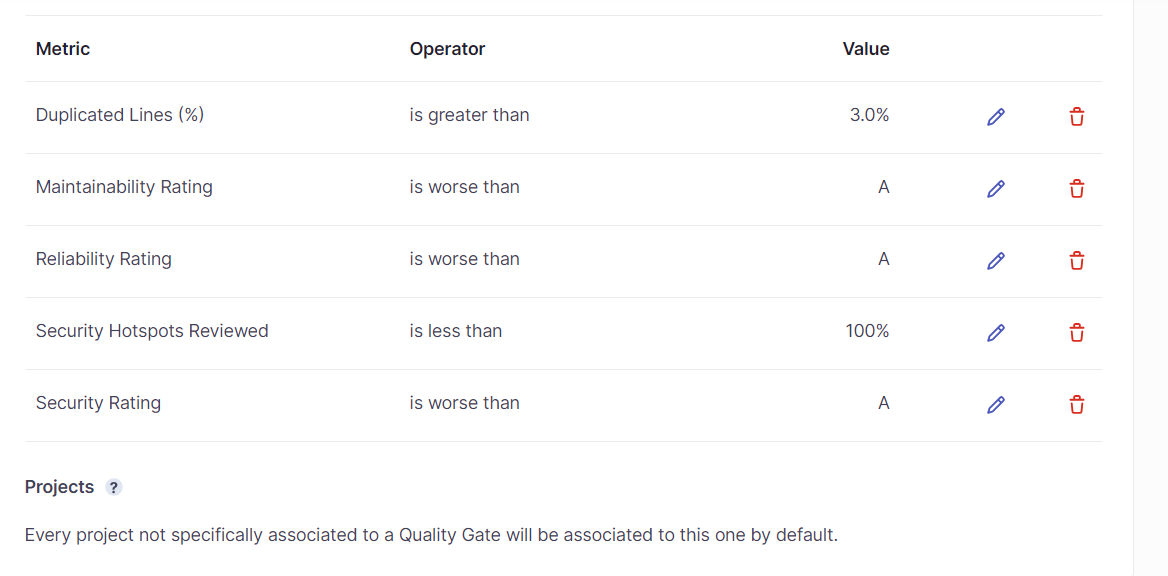 Metric Operator Value
Duplicated Lines (%) is greater than 3.0%
Maintainability Rating is worse than A
Reliability Rating is worse than A
Security Hotspots Reviewed is less than 100%
Security Rating is worse than A
Projects ?
Every project not specifically associated to a Quality Gate will be associated to this one by default.